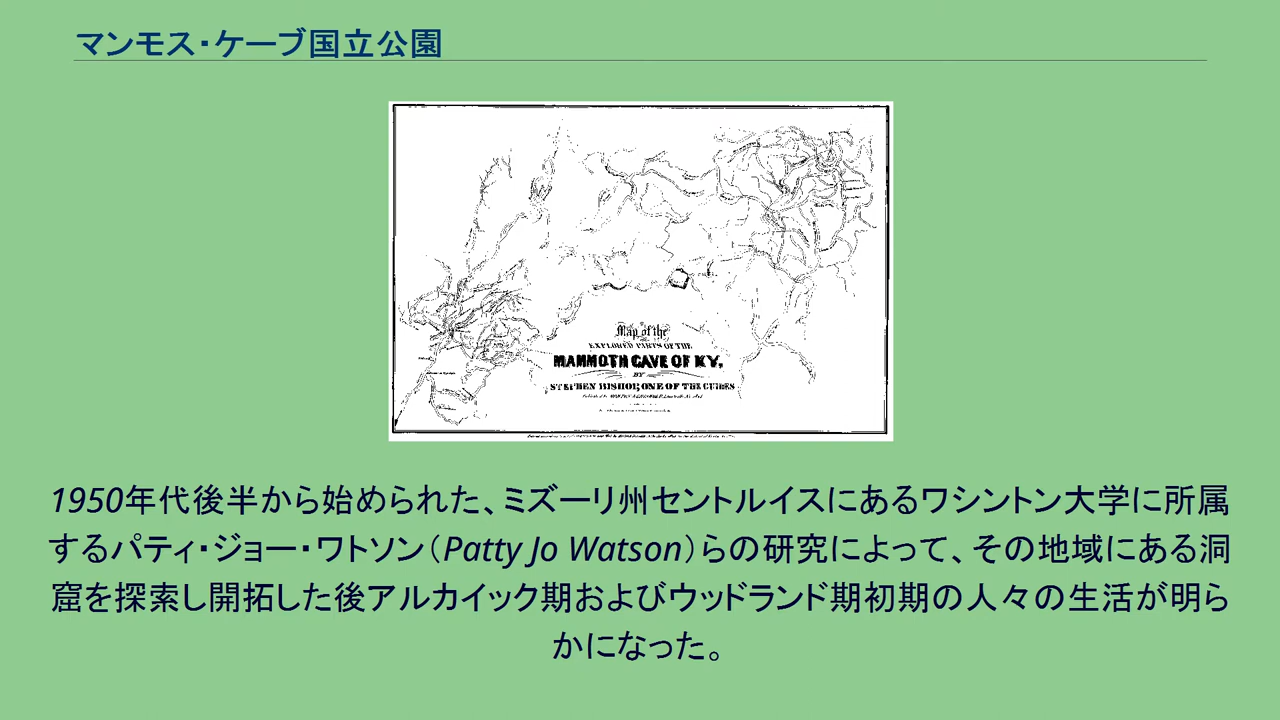 マンモス・ケーブ国立公園
Map of the
EXPLORED PARTS OF THE
MAMMOTH CAVE OF KY.
BY
STEPHEN BISHOP, ONE OF THE GUIDES
1950年代後半から始められた、ミズーリ州セントルイスにあるワシントン大学に所属
するパティ・ジョー・ワトソン（Patty Jo Watson）らの研究によって、その地域にある洞
窟を探索し開拓した後アルカイック期およびウッドランド期初期の人々の生活が明ら
かになった。